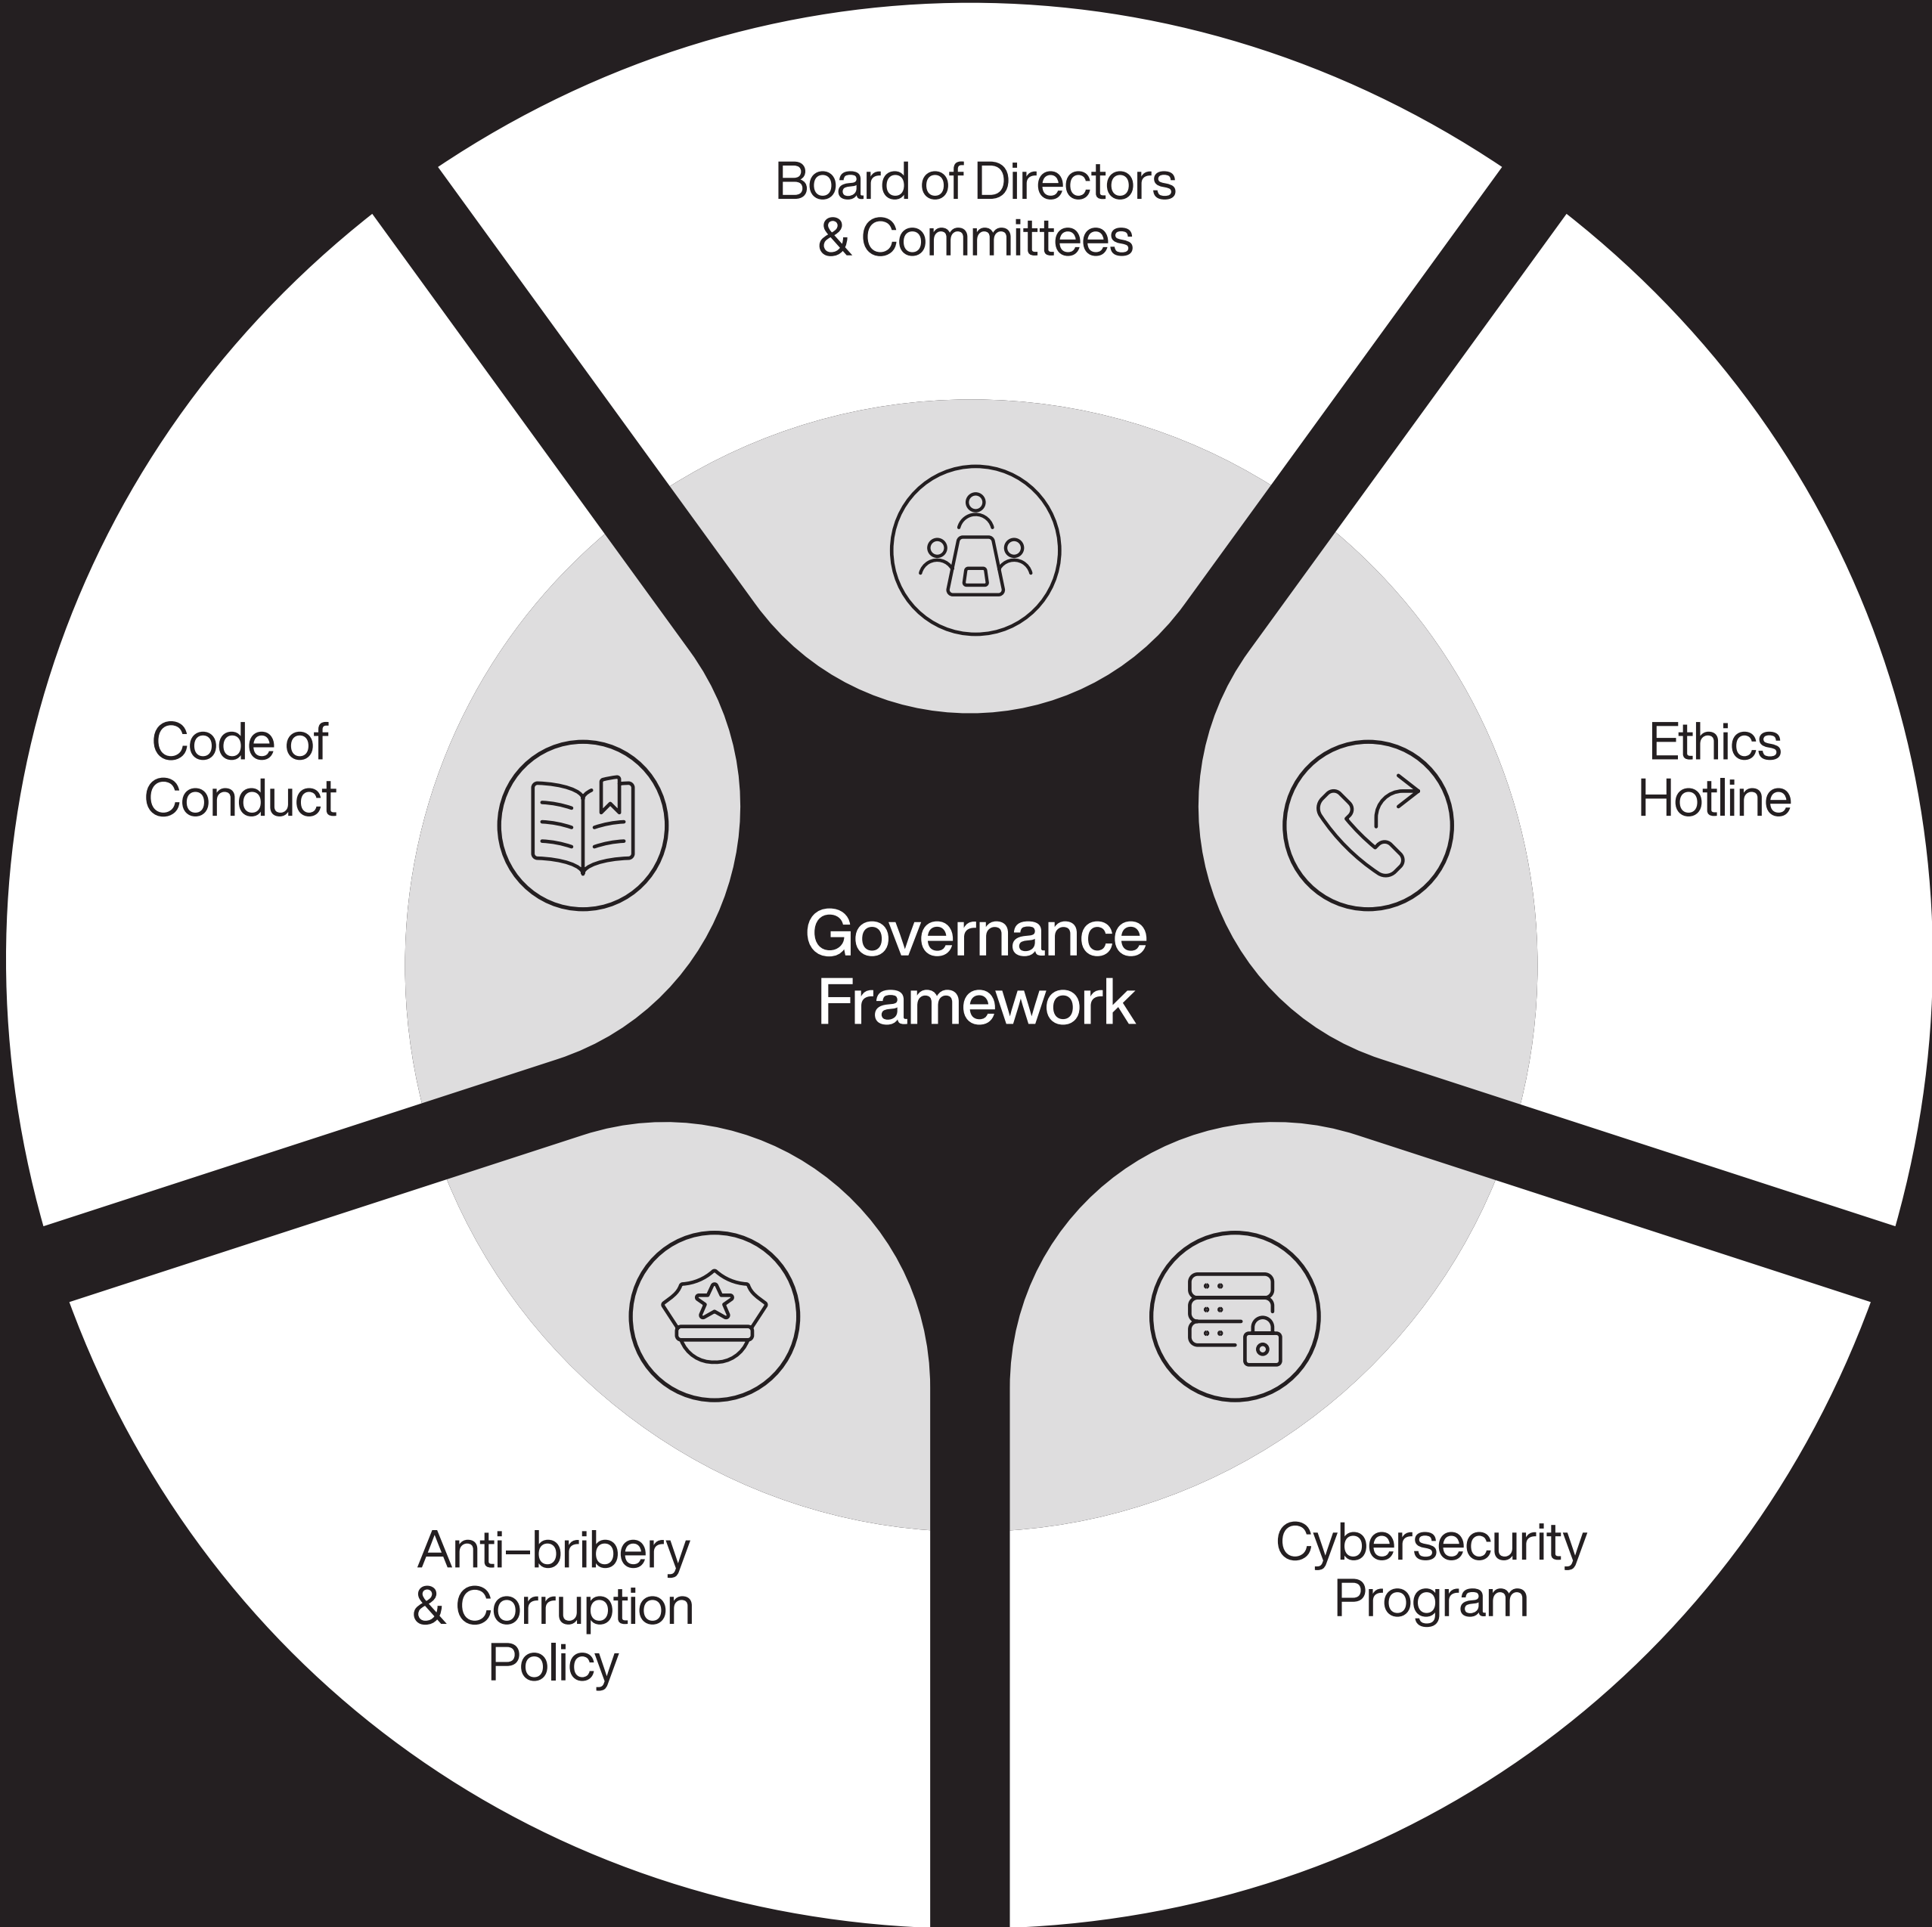 Board of Directors
& Committees
Code of
Conduct
Ethics
Hotline
Governance
Framework
Anti–bribery
& Corruption
Policy
Cybersecurity
Program